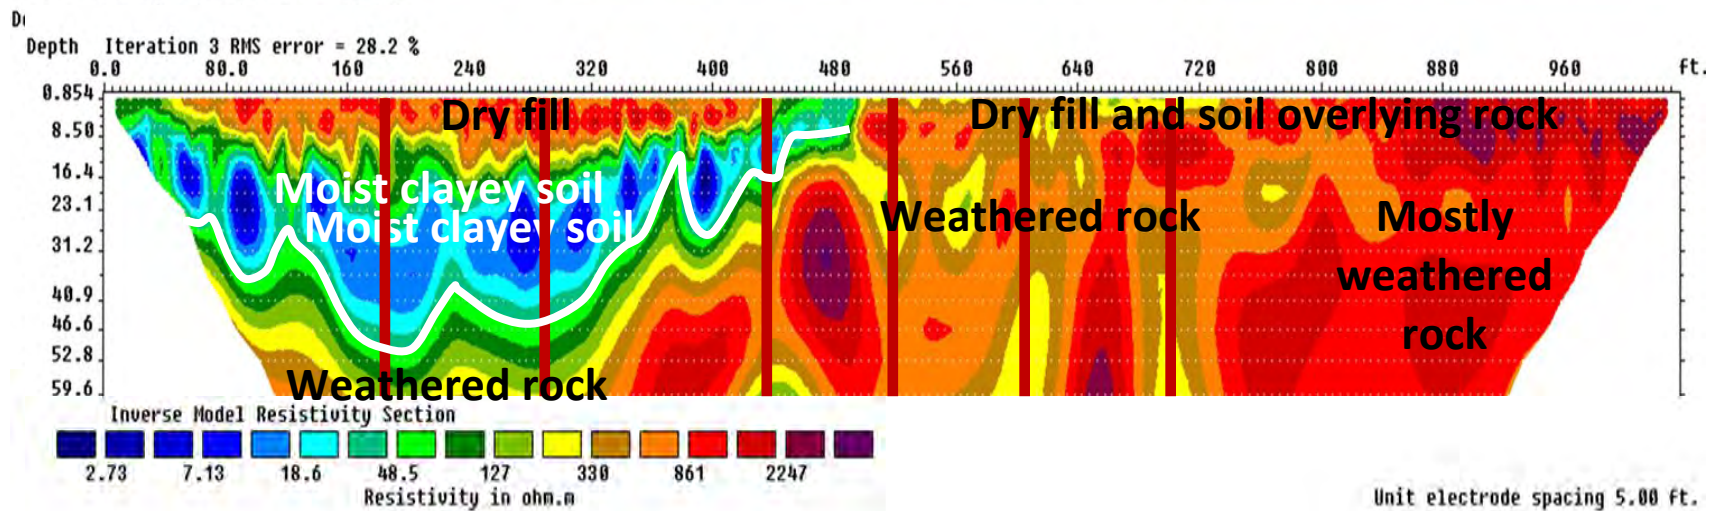 Depth Iteration 3 RMS error = 28.2 %
0.0 80.0 160 240 320 400 480 560 640 720 800 880 960 ft.
0.854
8.50
16.4
23.1
31.2
40.9
46.6
52.8
59.6
Dry fill
Dry fill and soil overlying rock
Moist clayey soil
Moist clayey soil
Weathered rock
Mostly
weathered
rock
Weathered rock
Inverse Model Resistivity Section
2.73 7.13 18.6 48.5 127 330 861 2247
Resistivity in ohm.m
Unit electrode spacing 5.00 ft.